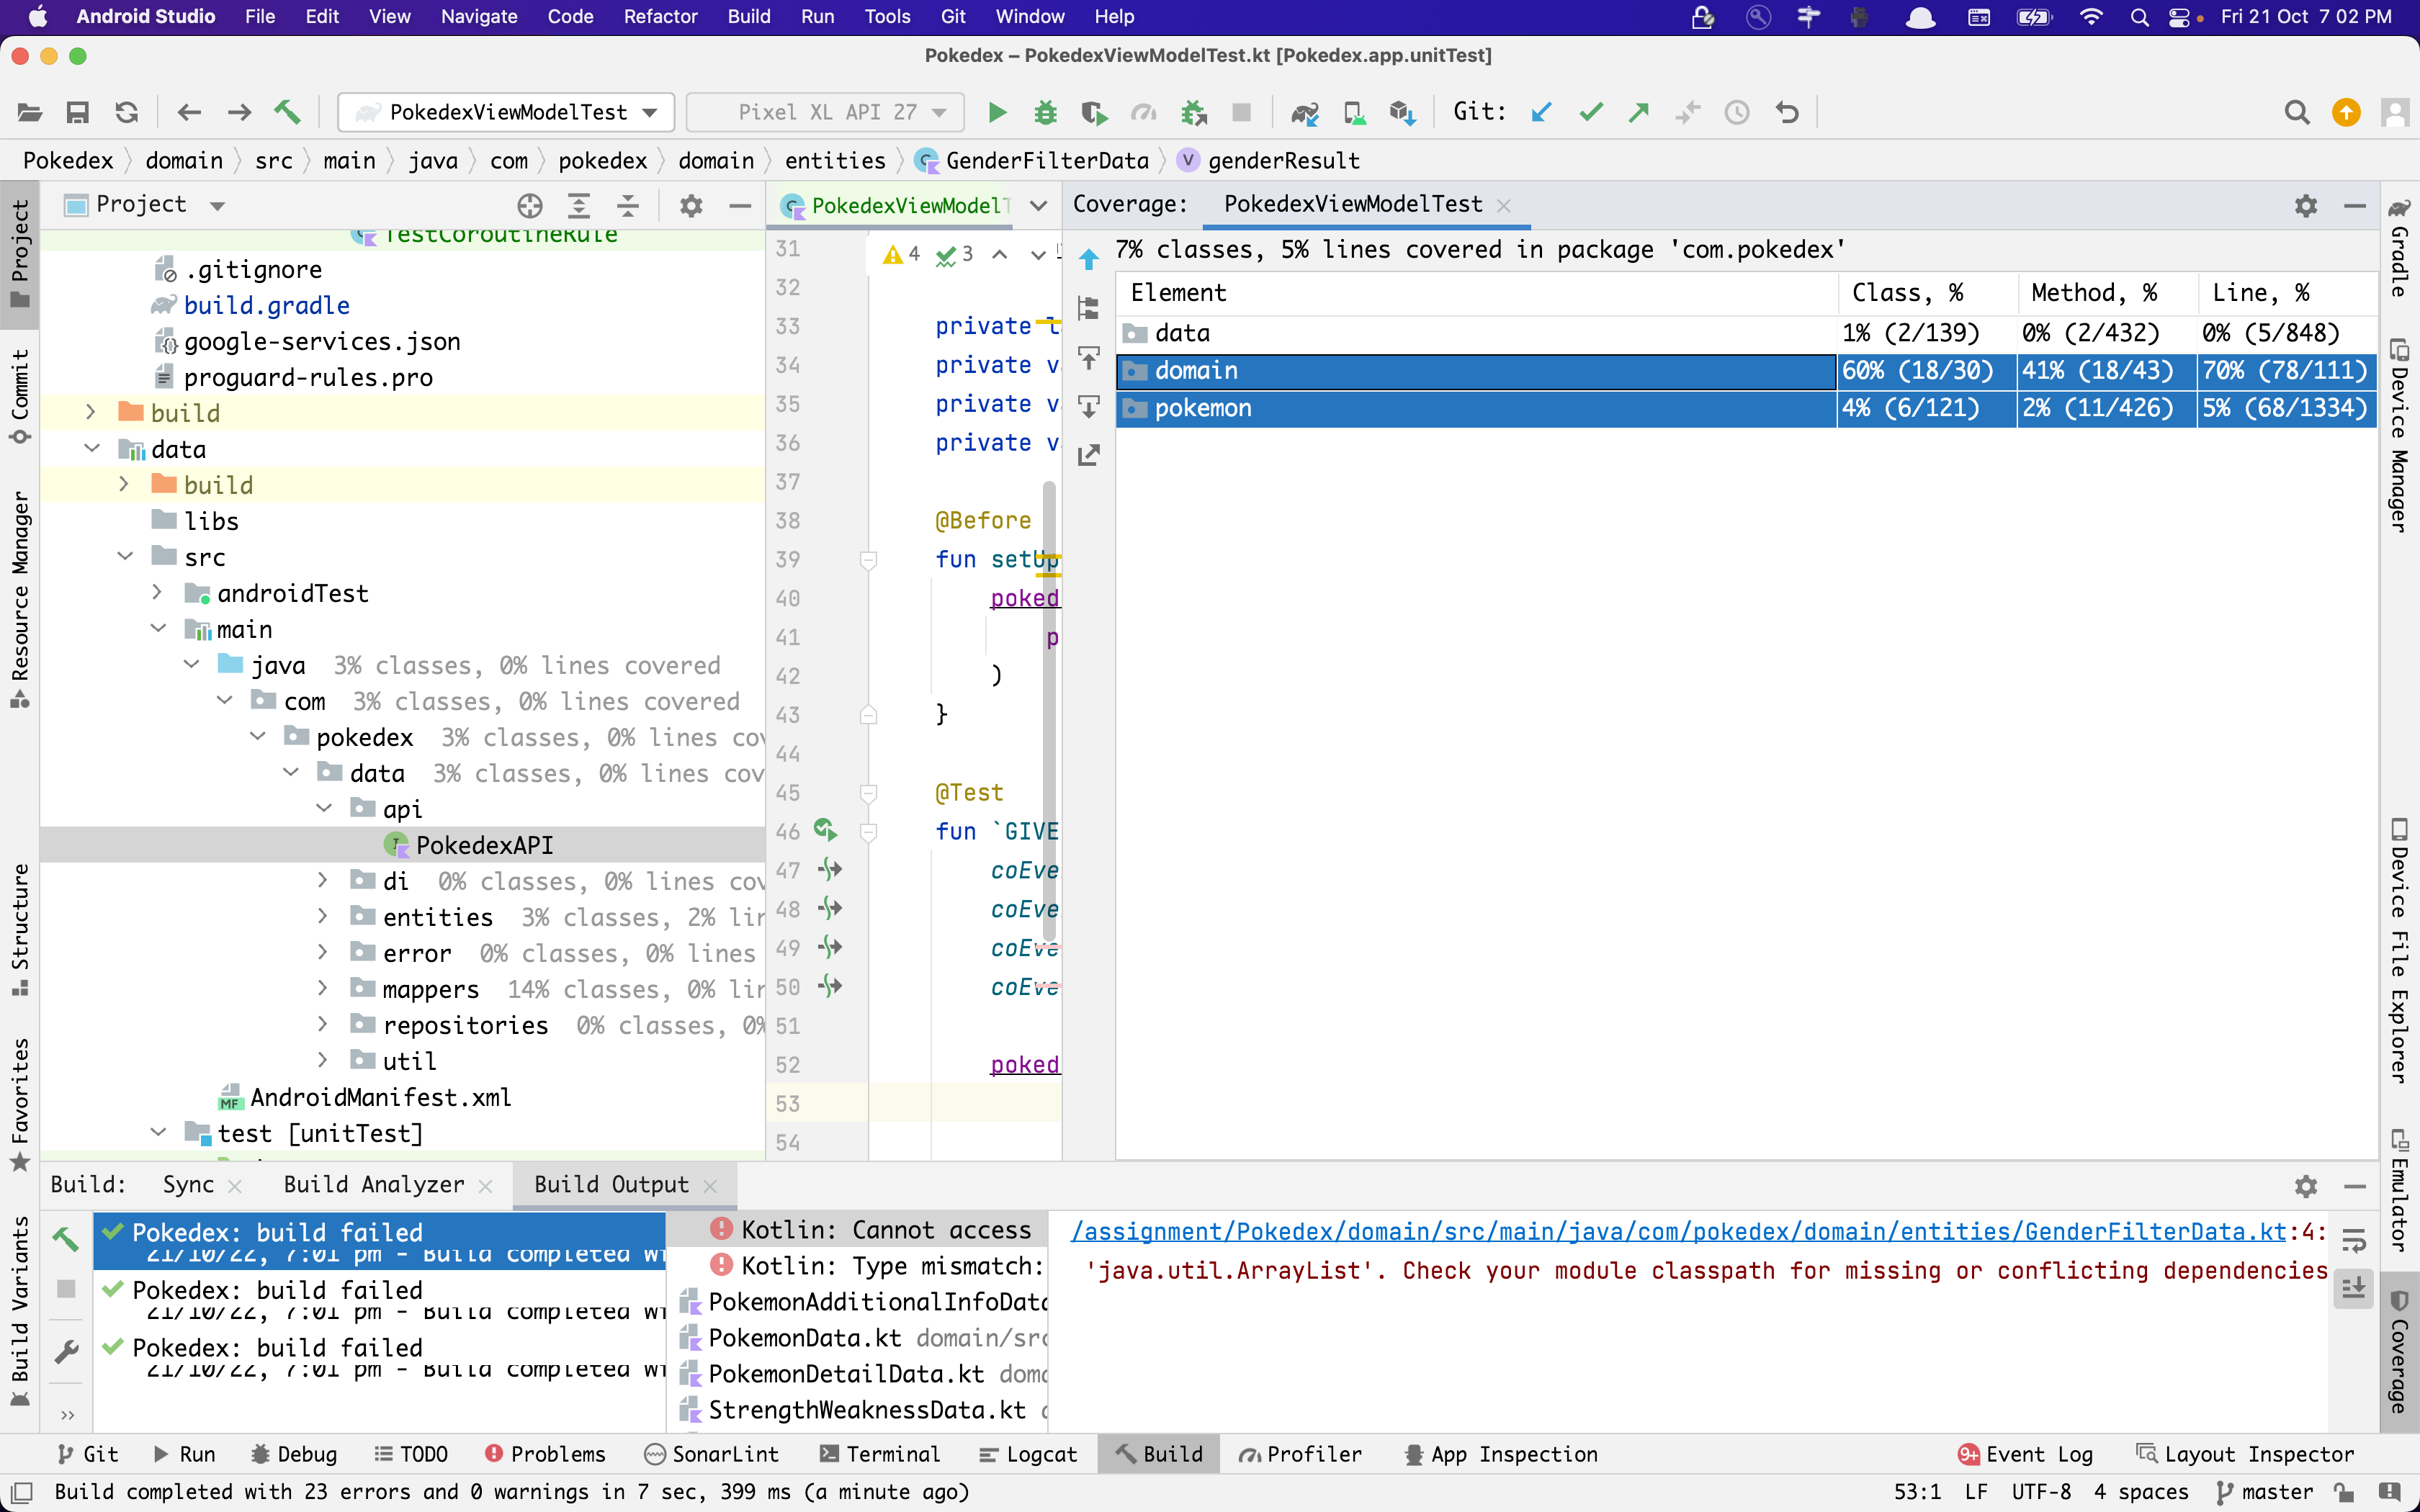 Android Studio File Edit View Navigate Code Refactor Build Run Tools Git Window Help Fri 21 Oct 7 02 PM
Pokedex – PokedexViewModelTest.kt [Pokedex.app.unitTest]
PokedexViewModelTest Pixel XL API 27 Git:
Pokedex domain src main java com pokedex domain entities GenderFilterData genderResult
Project
Commit
Resource Manager
Structure
Favorites
Build Variants
Project
TestCoroutineRule
.gitignore
build.gradle
google-services.json
proguard-rules.pro
build
data
build
libs
src
androidTest
main
java 3% classes, 0% lines covered
com 3% classes, 0% lines covered
pokedex 3% classes, 0% lines cov
data 3% classes, 0% lines cov
api
PokedexAPI
di 0% classes, 0% lines cov
entities 3% classes, 2% lin
error 0% classes, 0% lines
mappers 14% classes, 0% lin
repositories 0% classes, 0%
util
AndroidManifest.xml
test [unitTest]
PokedexViewModelT
4 3
31
32
33 private l
34 private v
35 private v
36 private v
37
38 @Before
39 fun setUp
40 poked
41 p
42 )
43 }
44
45 @Test
46 fun `GIVE
47 coEve
48 coEve
49 coEve
50 coEve
51
52 poked
53
54
Coverage: PokedexViewModelTest
7% classes, 5% lines covered in package 'com.pokedex'
Element Class, % Method, % Line, %
data 1% (2/139) 0% (2/432) 0% (5/848)
domain 60% (18/30) 41% (18/43) 70% (78/111)
pokemon 4% (6/121) 2% (11/426) 5% (68/1334)
Gradle
Device Manager
Device File Explorer
Emulator
Coverage
Build: Sync Build Analyzer Build Output
Pokedex: build failed
21/10/22, 7:01 pm - Build completed wi
Pokedex: build failed
21/10/22, 7:01 pm - Build completed wi
Pokedex: build failed
21/10/22, 7:01 pm - Build completed wi
Kotlin: Cannot access
Kotlin: Type mismatch:
PokemonAdditionalInfoData
PokemonData.kt domain/src
PokemonDetailData.kt doma
StrengthWeaknessData.kt
/assignment/Pokedex/domain/src/main/java/com/pokedex/domain/entities/GenderFilterData.kt:4:
'java.util.ArrayList'. Check your module classpath for missing or conflicting dependencies
Git Run Debug TODO Problems SonarLint Terminal Logcat Build Profiler App Inspection 9+ Event Log Layout Inspector
Build completed with 23 errors and 0 warnings in 7 sec, 399 ms (a minute ago) 53:1 LF UTF-8 4 spaces master